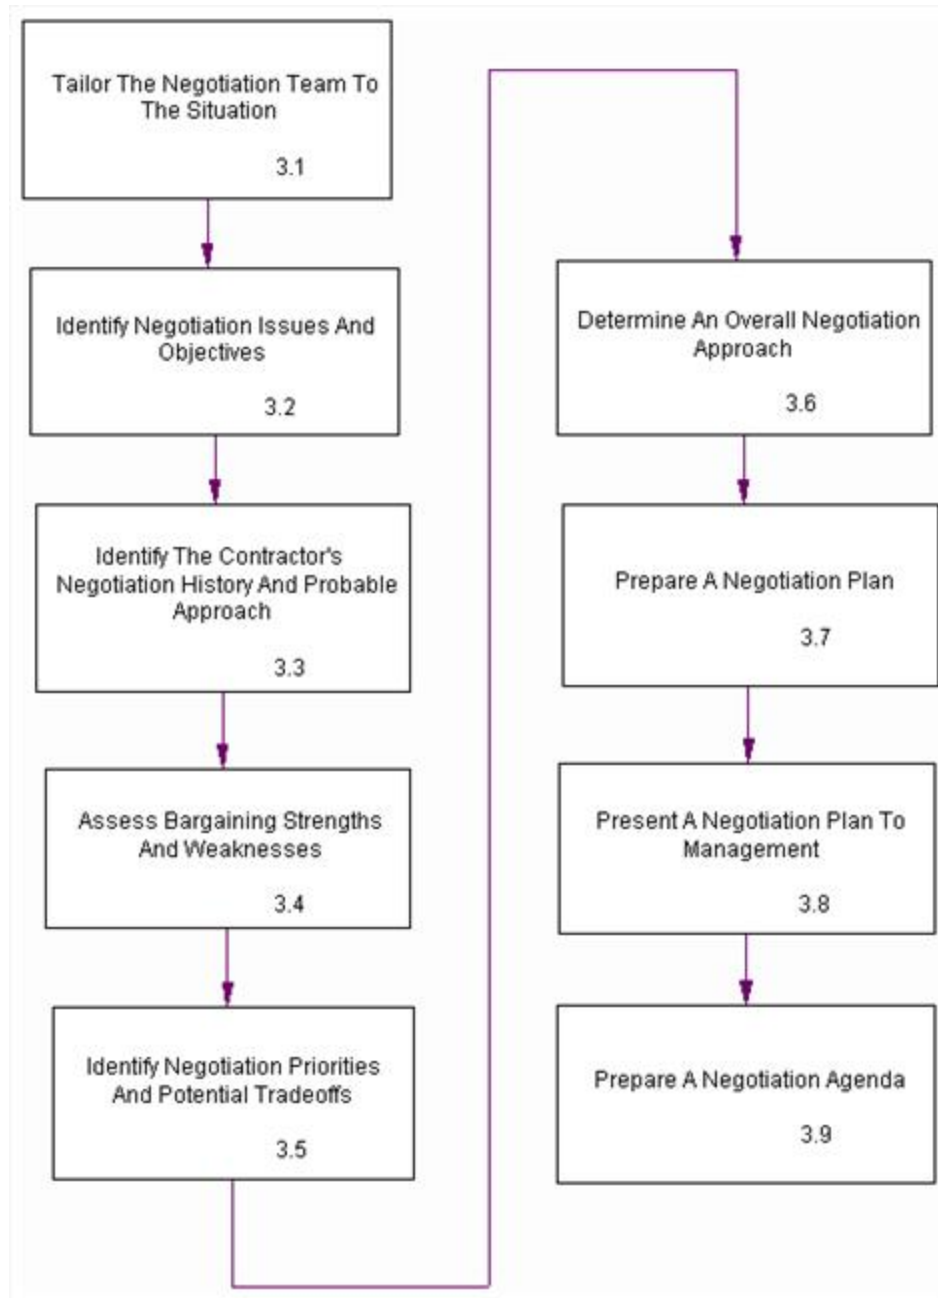 Tailor The Negotiation Team To
The Situation
3.1
Identify Negotiation Issues And
Objectives
3.2
Identify The Contractor's
Negotiation History And Probable
Approach
3.3
Assess Bargaining Strengths
And Weaknesses
3.4
Identify Negotiation Priorities
And Potential Tradeoffs
3.5
Determine An Overall Negotiation
Approach
3.6
Prepare A Negotiation Plan
3.7
Present A Negotiation Plan To
Management
3.8
Prepare A Negotiation Agenda
3.9